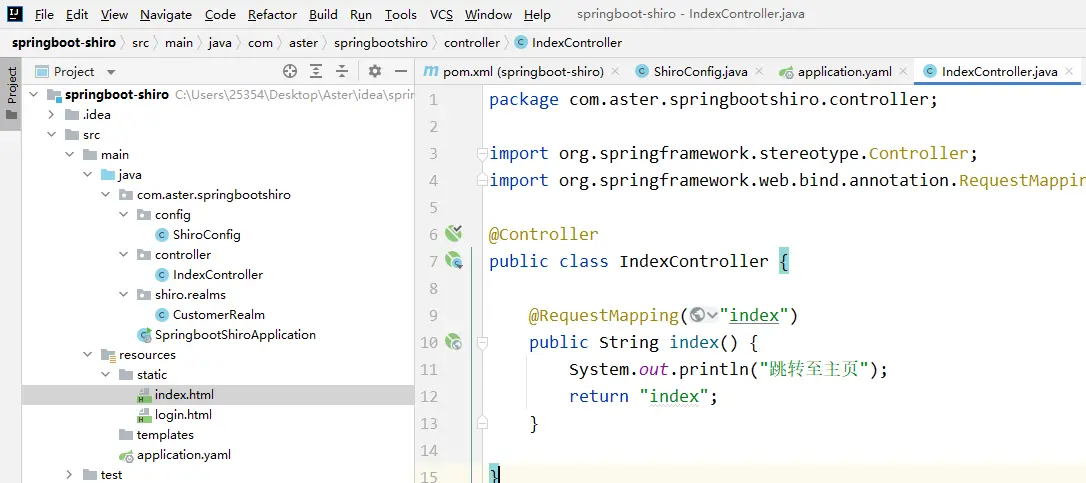 File Edit View Navigate Code Refactor Build Run Tools VCS Window Help springboot-shiro - IndexController.java
springboot-shiro src main java com aster springbootshiro controller IndexController
Project
Project
springboot-shiro C:\Users\25354\Desktop\Aster\idea\sprir
.idea
src
main
java
com.aster.springbootshiro
config
ShiroConfig
controller
IndexController
shiro.realms
CustomerRealm
SpringbootShiroApplication
resources
static
index.html
login.html
templates
application.yaml
test
pom.xml (springboot-shiro) ShiroConfig.java application.yaml IndexController.java
1 package com.aster.springbootshiro.controller;
2
3 import org.springframework.stereotype.Controller;
4 import org.springframework.web.bind.annotation.RequestMappin
5
6 @Controller
7 public class IndexController {
8
9 @RequestMapping("index")
10 public String index() {
11 System.out.println("跳转至主页");
12 return "index";
13 }
14
15 }